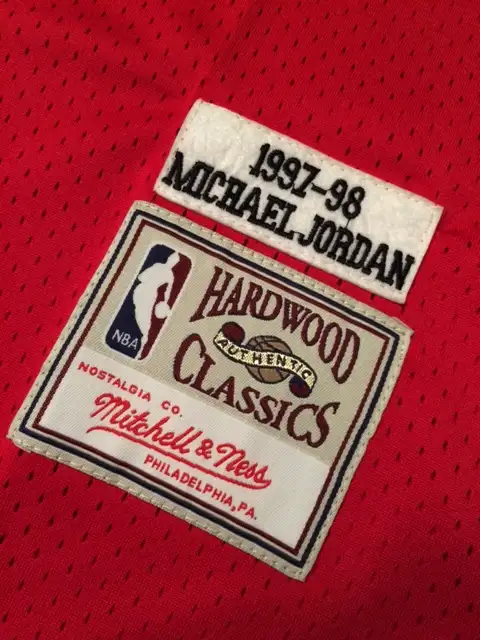 1997-98
MICHAEL JORDAN
NBA
HARDWOOD
AUTHENTIC
CLASSICS
NOSTALGIA CO.
Mitchell & Ness
PHILADELPHIA, PA.